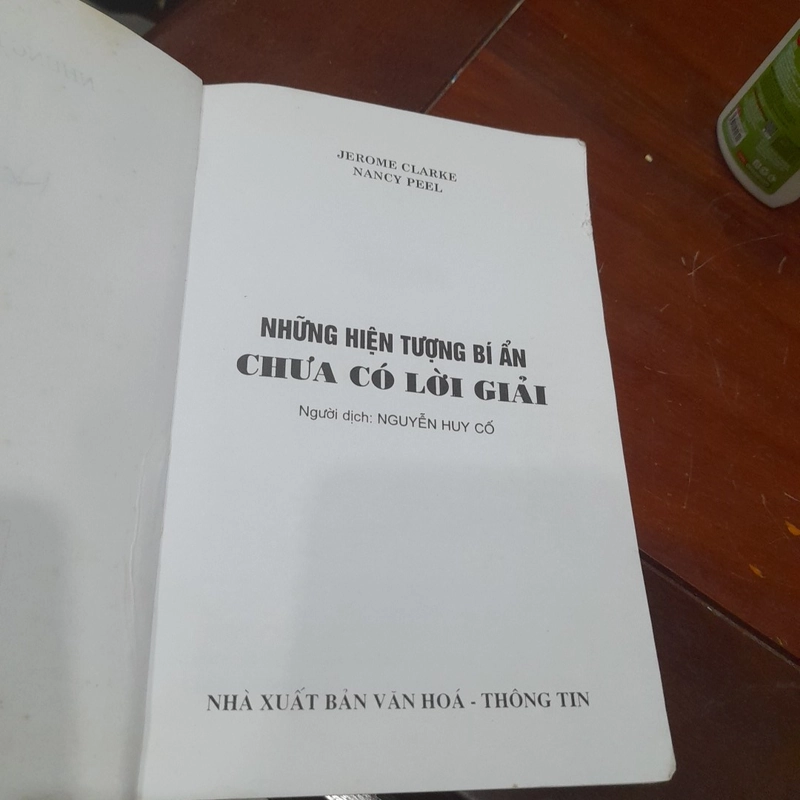 JEROME CLARKE
NANCY PEEL
NHỮNG HIỆN TƯỢNG BÍ ẨN
CHƯA CÓ LỜI GIẢI
Người dịch: NGUYỄN HUY CỐ
NHÀ XUẤT BẢN VĂN HOÁ - THÔNG TIN